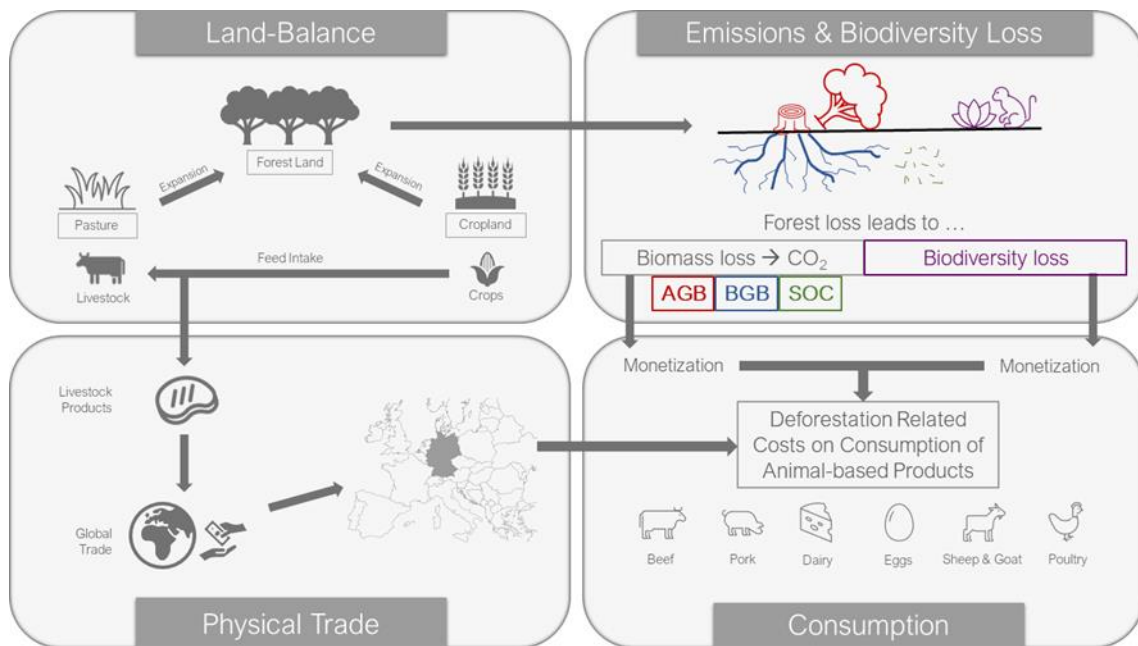 Land-Balance
Forest Land
Expansion
Expansion
Pasture
Cropland
Feed Intake
Livestock
Crops
Emissions & Biodiversity Loss
Forest loss leads to ...
Biomass loss → CO₂
Biodiversity loss
AGB
BGB
SOC
Livestock
Products
Global
Trade
Physical Trade
Monetization
Monetization
Deforestation Related
Costs on Consumption of
Animal-based Products
Beef
Pork
Dairy
Eggs
Sheep & Goat
Poultry
Consumption